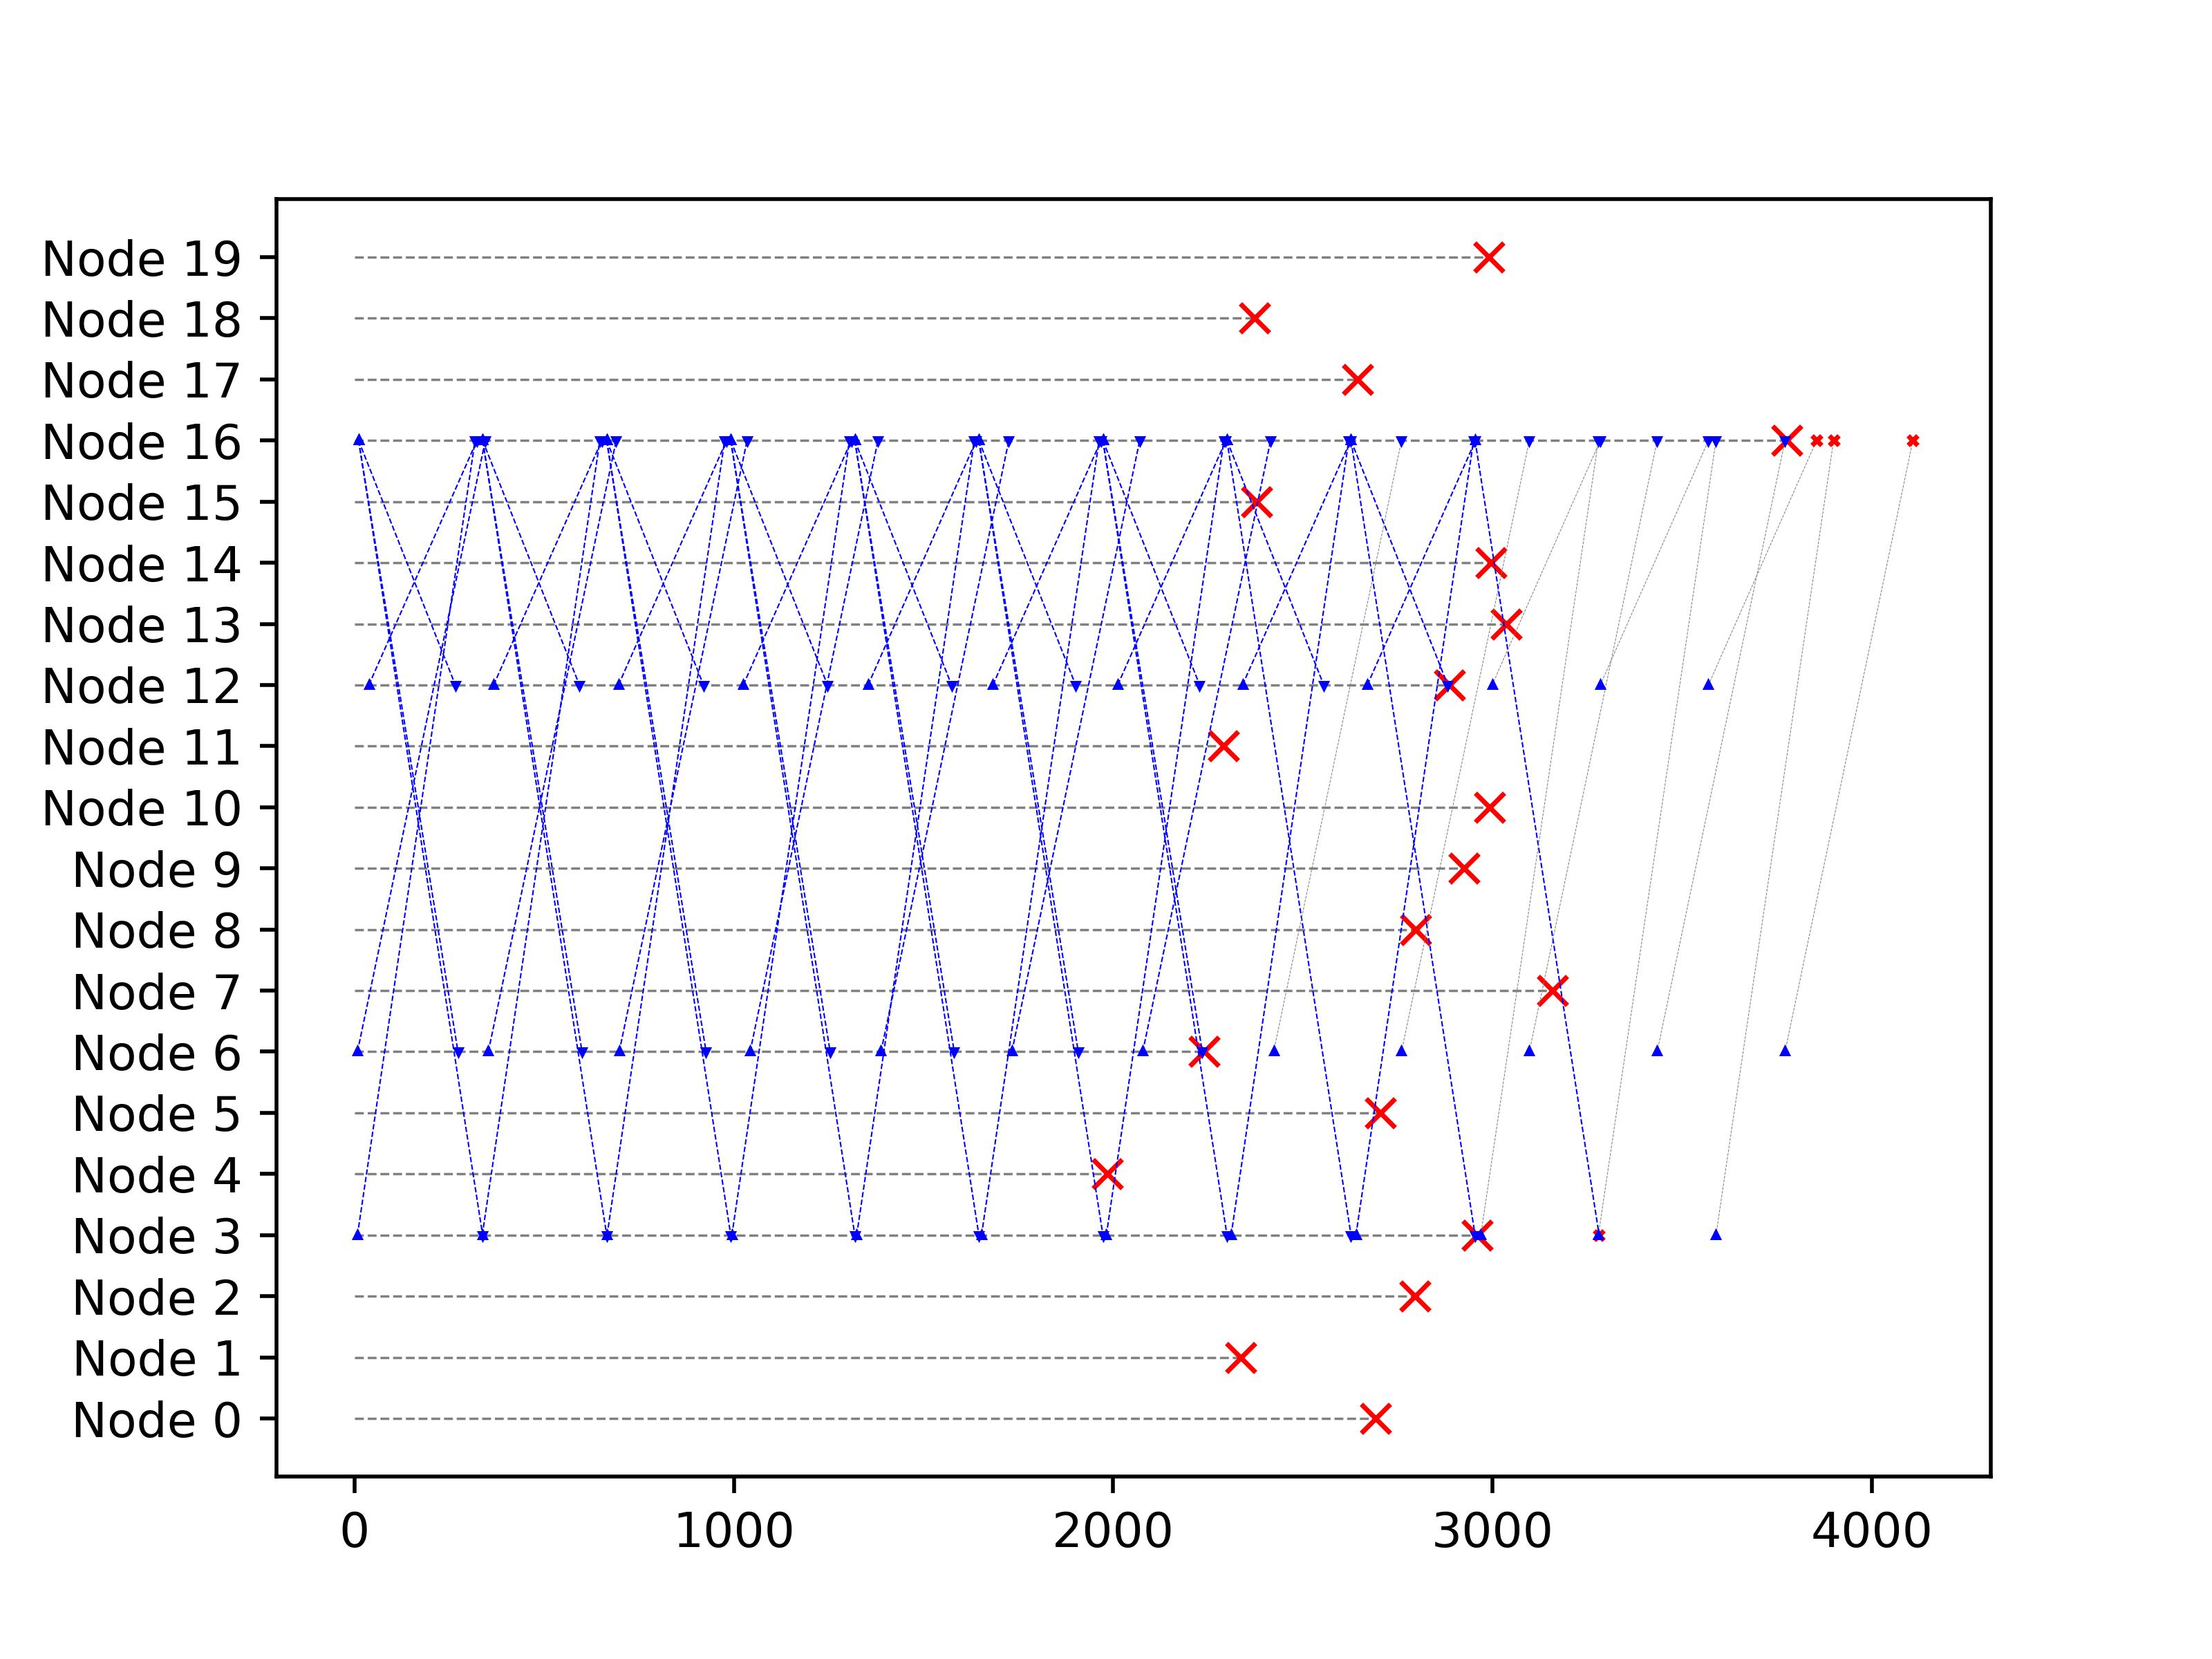 Node 19
Node 18
Node 17
Node 16
Node 15
Node 14
Node 13
Node 12
Node 11
Node 10
Node 9
Node 8
Node 7
Node 6
Node 5
Node 4
Node 3
Node 2
Node 1
Node 0
0 1000 2000 3000 4000